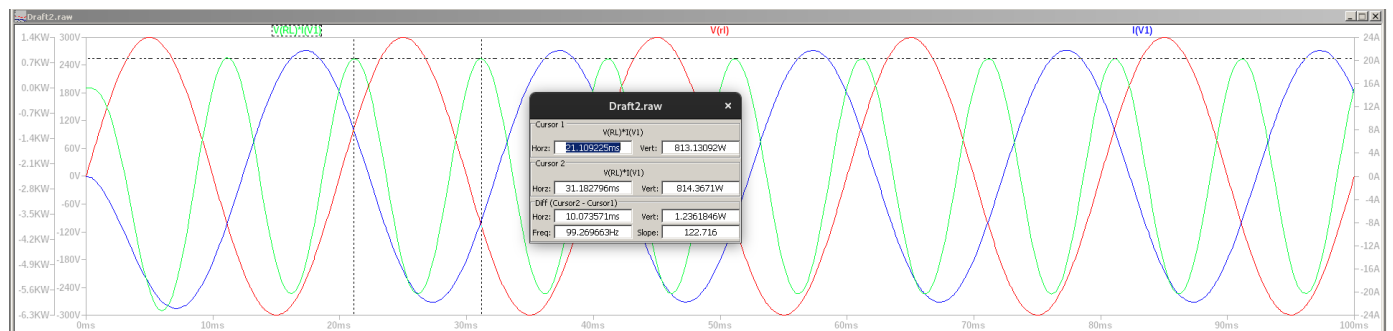 Draft2.raw
V(RL)*I(V1) V(rl) I(V1)
1.4KW 300V 24A
0.7KW 240V 20A
0.0KW 180V 16A
-0.7KW 120V 12A
-1.4KW 60V 8A
-2.1KW 0V 4A
-2.8KW -60V 0A
-3.5KW -120V -4A
-4.2KW -180V -8A
-4.9KW -240V -12A
-5.6KW -300V -16A
-6.3KW -20A
-24A
0ms 10ms 20ms 30ms 40ms 50ms 60ms 70ms 80ms 90ms 100ms
Draft2.raw ×
Cursor 1
V(RL)*I(V1)
Horz: 21.109225ms Vert: 813.13092W
Cursor 2
V(RL)*I(V1)
Horz: 31.182796ms Vert: 814.3671W
Diff (Cursor2 - Cursor1)
Horz: 10.073571ms Vert: 1.2361846W
Freq: 99.269663Hz Slope: 122.716